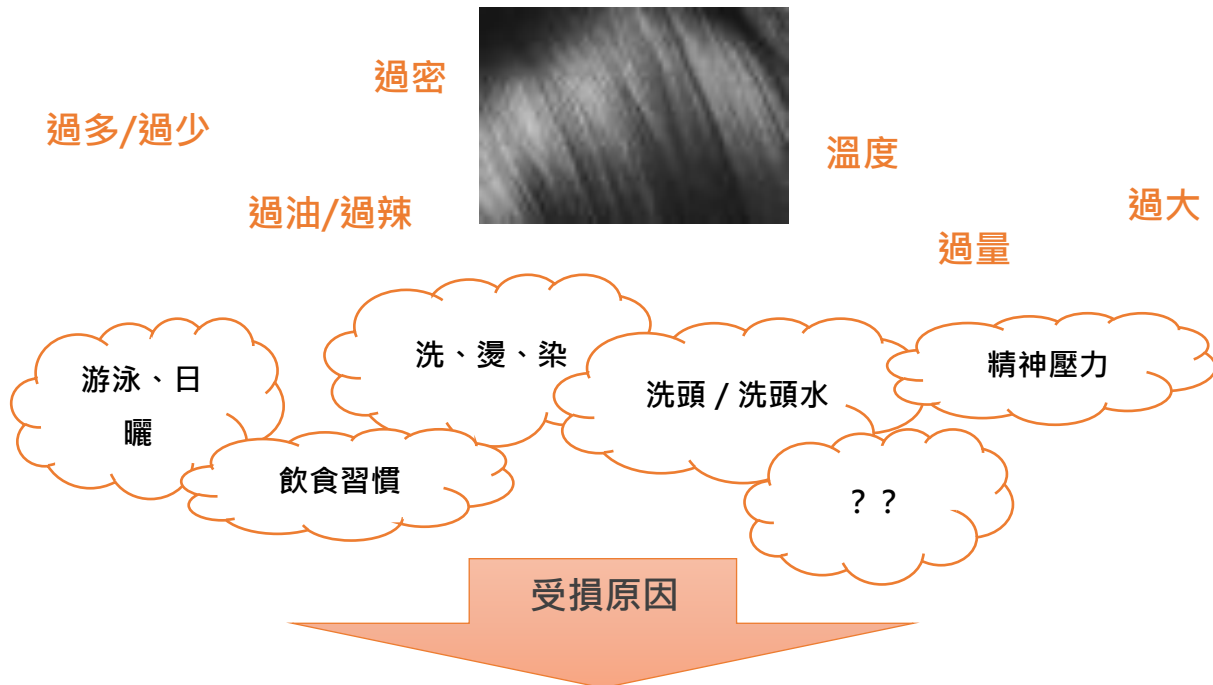 過密
過多/過少
溫度
過油/過辣
過大
過量
洗、燙、染
精神壓力
游泳、日
曬
洗頭 / 洗頭水
飲食習慣
？？
受損原因